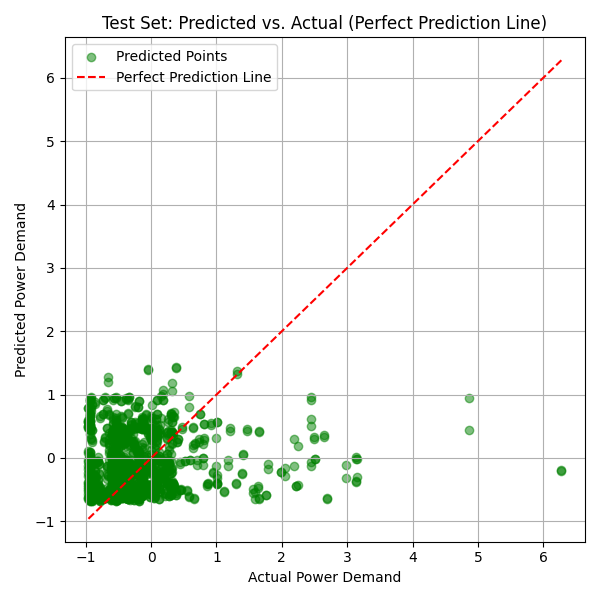 Test Set: Predicted vs. Actual (Perfect Prediction Line)
Predicted Points
Perfect Prediction Line
Predicted Power Demand
6
5
4
3
2
1
0
−1
−1 0 1 2 3 4 5 6
Actual Power Demand